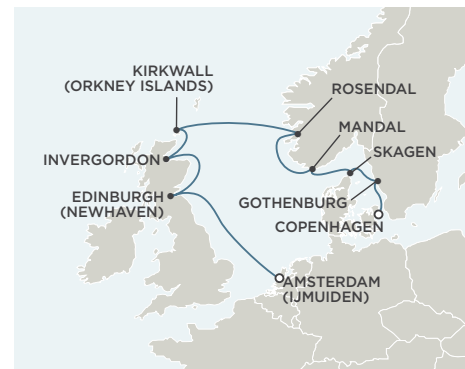 KIRKWALL
(ORKNEY ISLANDS)
ROSENDAL
MANDAL
SKAGEN
INVERGORDON
EDINBURGH
(NEWHAVEN)
GOTHENBURG
COPENHAGEN
AMSTERDAM
(IJMUIDEN)